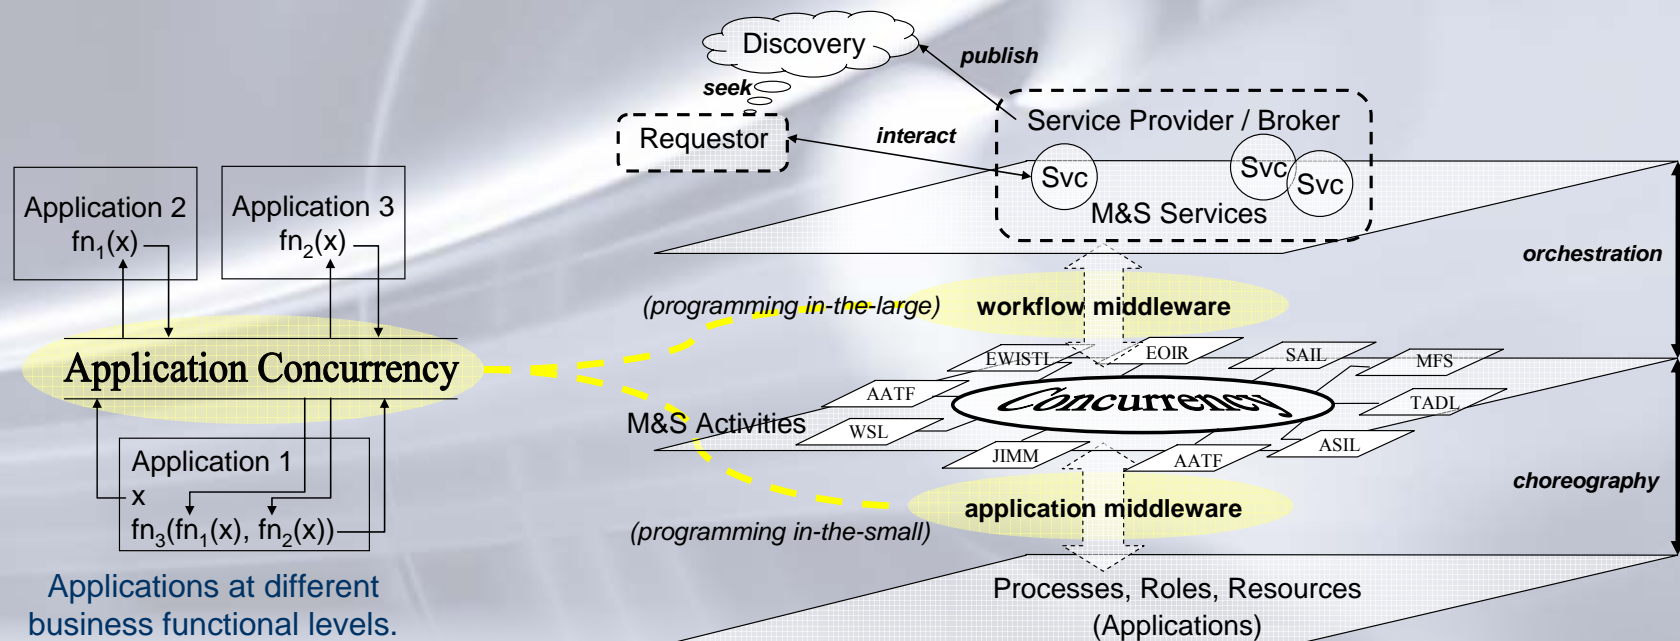 Discovery
publish
seek
Requestor
interact
Service Provider / Broker
Svc
Svc
Svc
M&S Services
Application 2
fn1(x)
Application 3
fn2(x)
orchestration
(programming in-the-large)
workflow middleware
Application Concurrency
EWISTI
EOIR
SAIL
MFS
AATF
Concurrency
TADL
M&S Activities
WSL
JIMM
AATF
ASIL
Application 1
x
fn3(fn1(x), fn2(x))
choreography
application middleware
(programming in-the-small)
Applications at different
business functional levels.
Processes, Roles, Resources
(Applications)